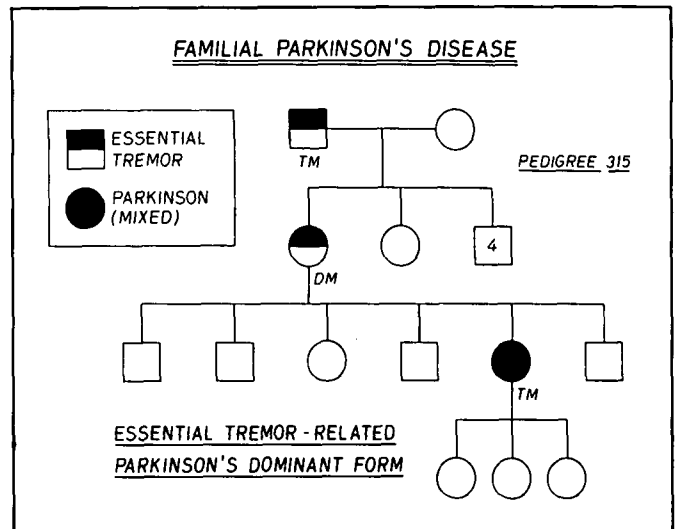 FAMILIAL PARKINSON'S DISEASE
ESSENTIAL
TREMOR
PARKINSON
(MIXED)
TM
PEDIGREE 315
4
DM
TM
ESSENTIAL TREMOR - RELATED
PARKINSON'S DOMINANT FORM